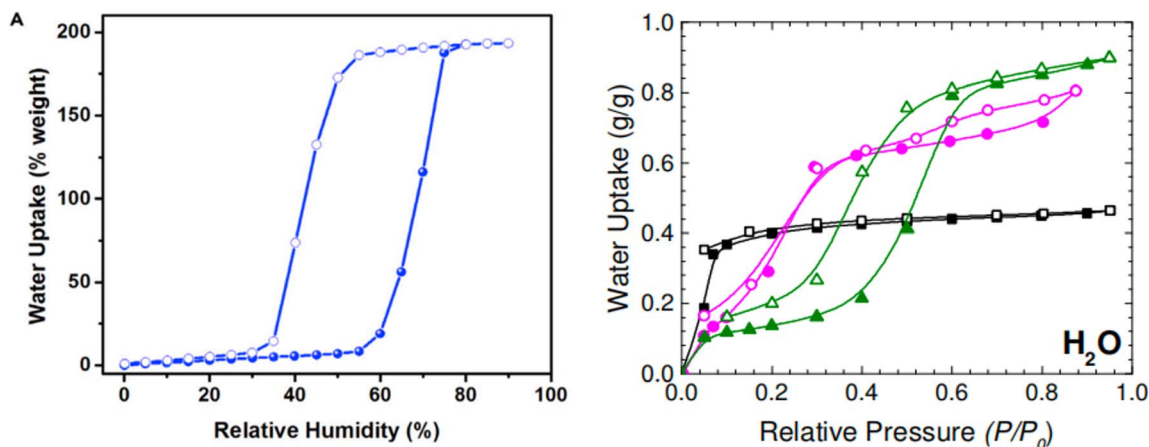 A
200
150
100
50
0
Water Uptake (% weight)
0 20 40 60 80 100
Relative Humidity (%)
1.0
0.8
0.6
0.4
0.2
0.0
Water Uptake (g/g)
H₂O
0.0 0.2 0.4 0.6 0.8 1.0
Relative Pressure (P/P₀)